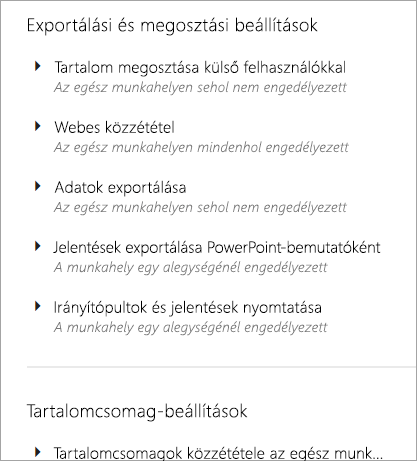 Exportálási és megosztási beállítások
Tartalom megosztása külső felhasználókkal
Az egész munkahelyen sehol nem engedélyezett
Webes közzététel
Az egész munkahelyen mindenhol nem engedélyezett
Adatok exportálása
Az egész munkahelyen sehol nem engedélyezett
Jelentések exportálása PowerPoint-bemutatóként
A munkahely egy alegységénél engedélyezett
Irányítópultok és jelentések nyomtatása
A munkahely egy alegységénél engedélyezett
Tartalomcsomag-beállítások
Tartalomcsomagok közzététele az egész munk...